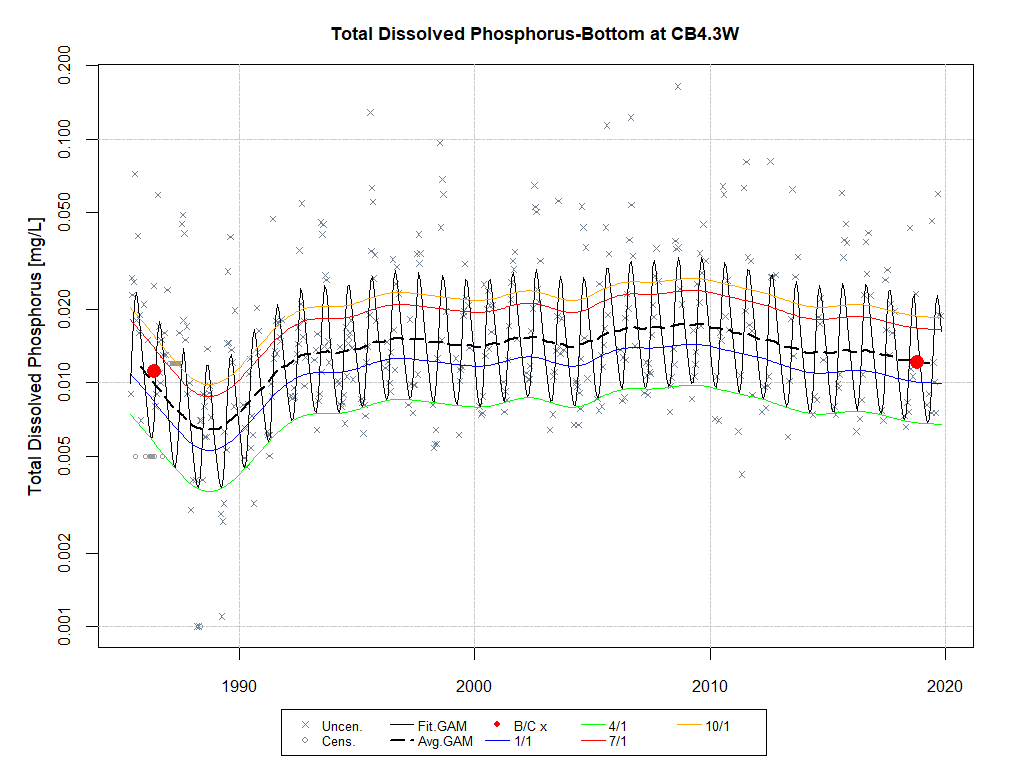 Total Dissolved Phosphorus-Bottom at CB4.3W
Total Dissolved Phosphorus [mg/L]
0.200
0.100
0.050
0.020
0.010
0.005
0.002
0.001
1990 2000 2010 2020
Uncen. Fit.GAM B/C x 4/1 10/1
Cens. Avg.GAM 1/1 7/1